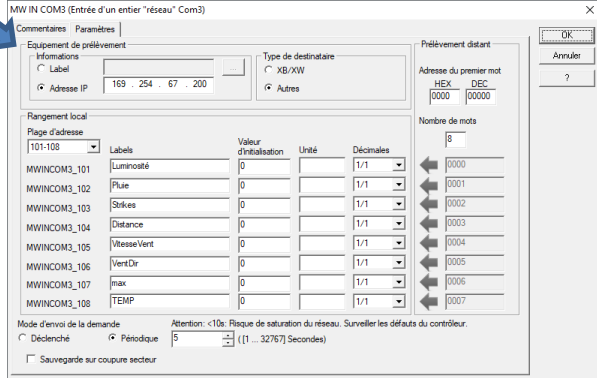 MW IN COM3 (Entrée d'un entier "réseau" Com3)
Commentaires Paramètres
OK
Annuler
?
Equipement de prélèvement
Infomations
Label
...
Adresse IP 169 . 254 . 67 . 200
Type de destinataire
XB/XW
Autres
Prélèvement distant
Adresse du premier mot
HEX DEC
0000 00000
Nombre de mots
8
Rangement local
Plage d'adresse
101-108
Labels Valeur d'initialisation Unité Décimales
MWINCOM3_101 Luminosité 0 1/1 0000
MWINCOM3_102 Pluie 0 1/1 0001
MWINCOM3_103 Strikes 0 1/1 0002
MWINCOM3_104 Distance 0 1/1 0003
MWINCOM3_105 VitesseVent 0 1/1 0004
MWINCOM3_106 VentDir 0 1/1 0005
MWINCOM3_107 max 0 1/1 0006
MWINCOM3_108 TEMP 0 1/1 0007
Mode d'envoi de la demande
Attention: <10s: Risque de saturation du réseau. Surveiller les défauts du contrôleur.
Déclenché Périodique 5 ([1 ... 32767] Secondes)
Sauvegarde sur coupure secteur